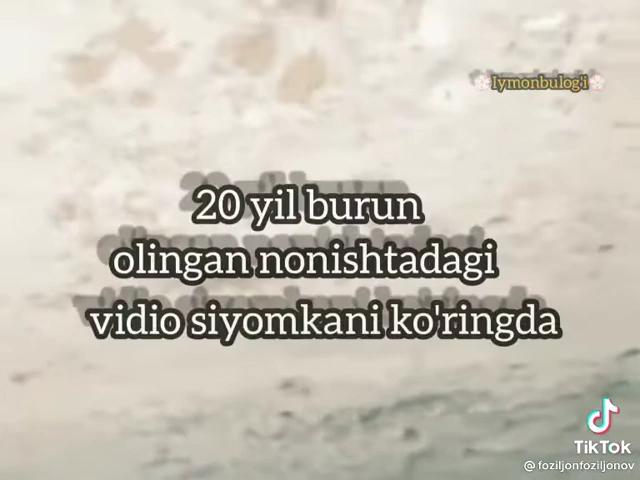 🌸Iymonbulog'i🌸
20 yil burun
olingan nonishtadagi
vidio siyomkani ko'ringda
TikTok
@foziljonfoziljonov